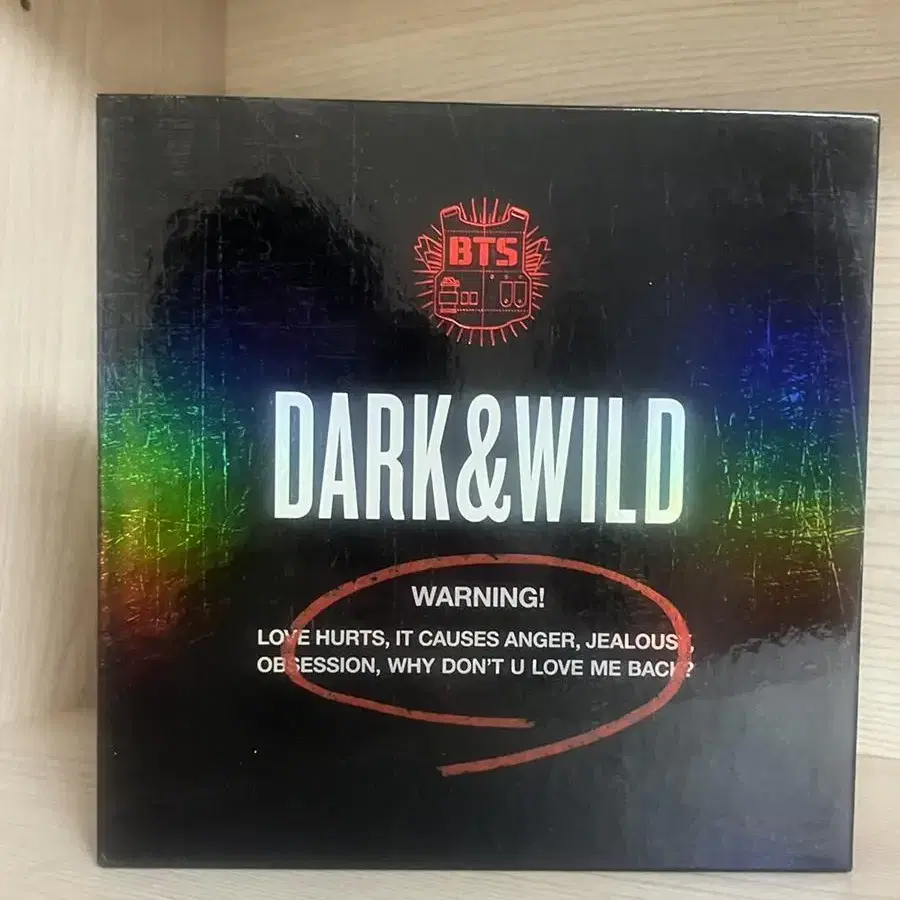 BTS
DARK&WILD
WARNING!
LOVE HURTS, IT CAUSES ANGER, JEALOUSY,
OBSESSION, WHY DON'T U LOVE ME BACK?